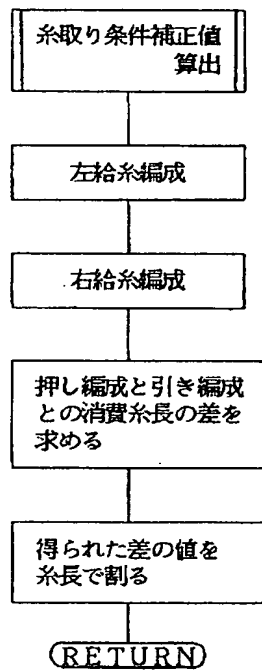 糸取り条件補正値
算出
左給糸編成
右給糸編成
押し編成と引き編成
との消費糸長の差を
求める
得られた差の値を
糸長で割る
RETURN